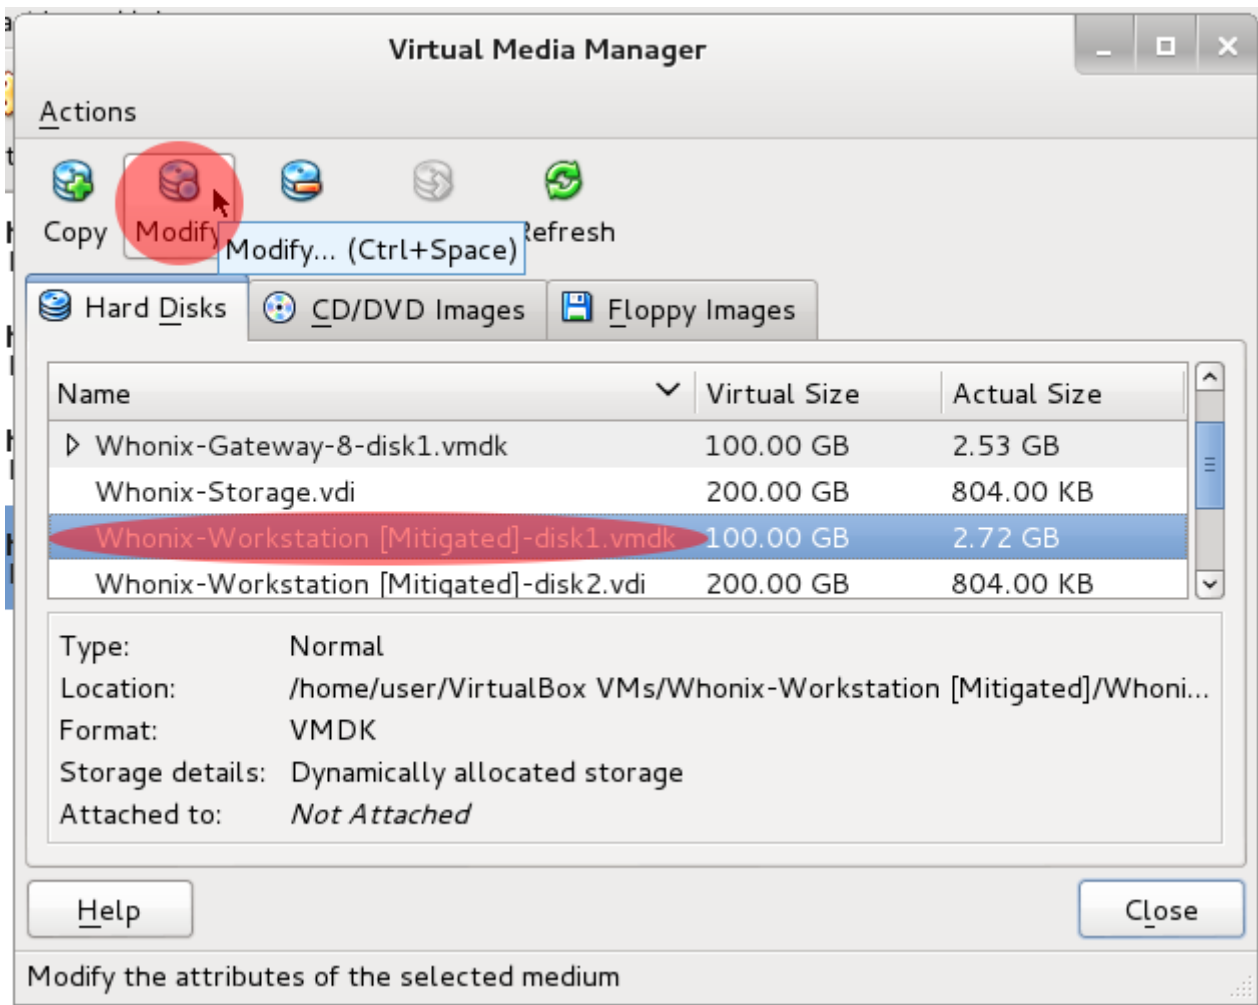 Virtual Media Manager
Actions
Copy Modify Refresh
Modify... (Ctrl+Space)
Hard Disks CD/DVD Images Floppy Images
Name Virtual Size Actual Size
Whonix-Gateway-8-disk1.vmdk 100.00 GB 2.53 GB
Whonix-Storage.vdi 200.00 GB 804.00 KB
Whonix-Workstation [Mitigated]-disk1.vmdk 100.00 GB 2.72 GB
Whonix-Workstation [Mitigated]-disk2.vdi 200.00 GB 804.00 KB
Type: Normal
Location: /home/user/VirtualBox VMs/Whonix-Workstation [Mitigated]/Whoni...
Format: VMDK
Storage details: Dynamically allocated storage
Attached to: Not Attached
Help Close
Modify the attributes of the selected medium